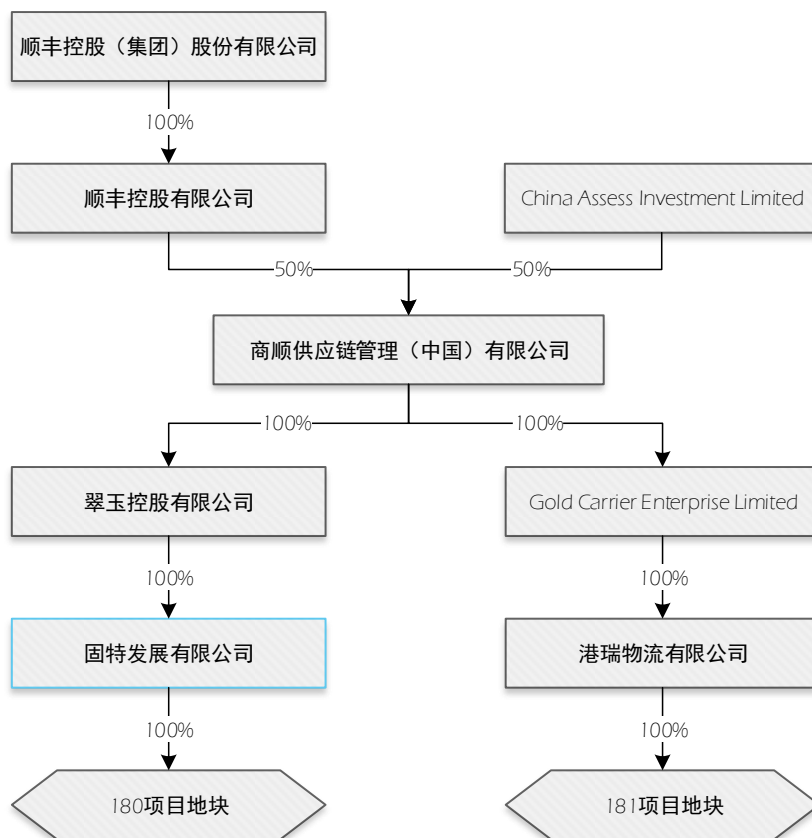 顺丰控股（集团）股份有限公司
100%
顺丰控股有限公司
China Assess Investment Limited
50%
50%
商顺供应链管理（中国）有限公司
100%
100%
翠玉控股有限公司
Gold Carrier Enterprise Limited
100%
100%
固特发展有限公司
港瑞物流有限公司
100%
100%
180项目地块
181项目地块